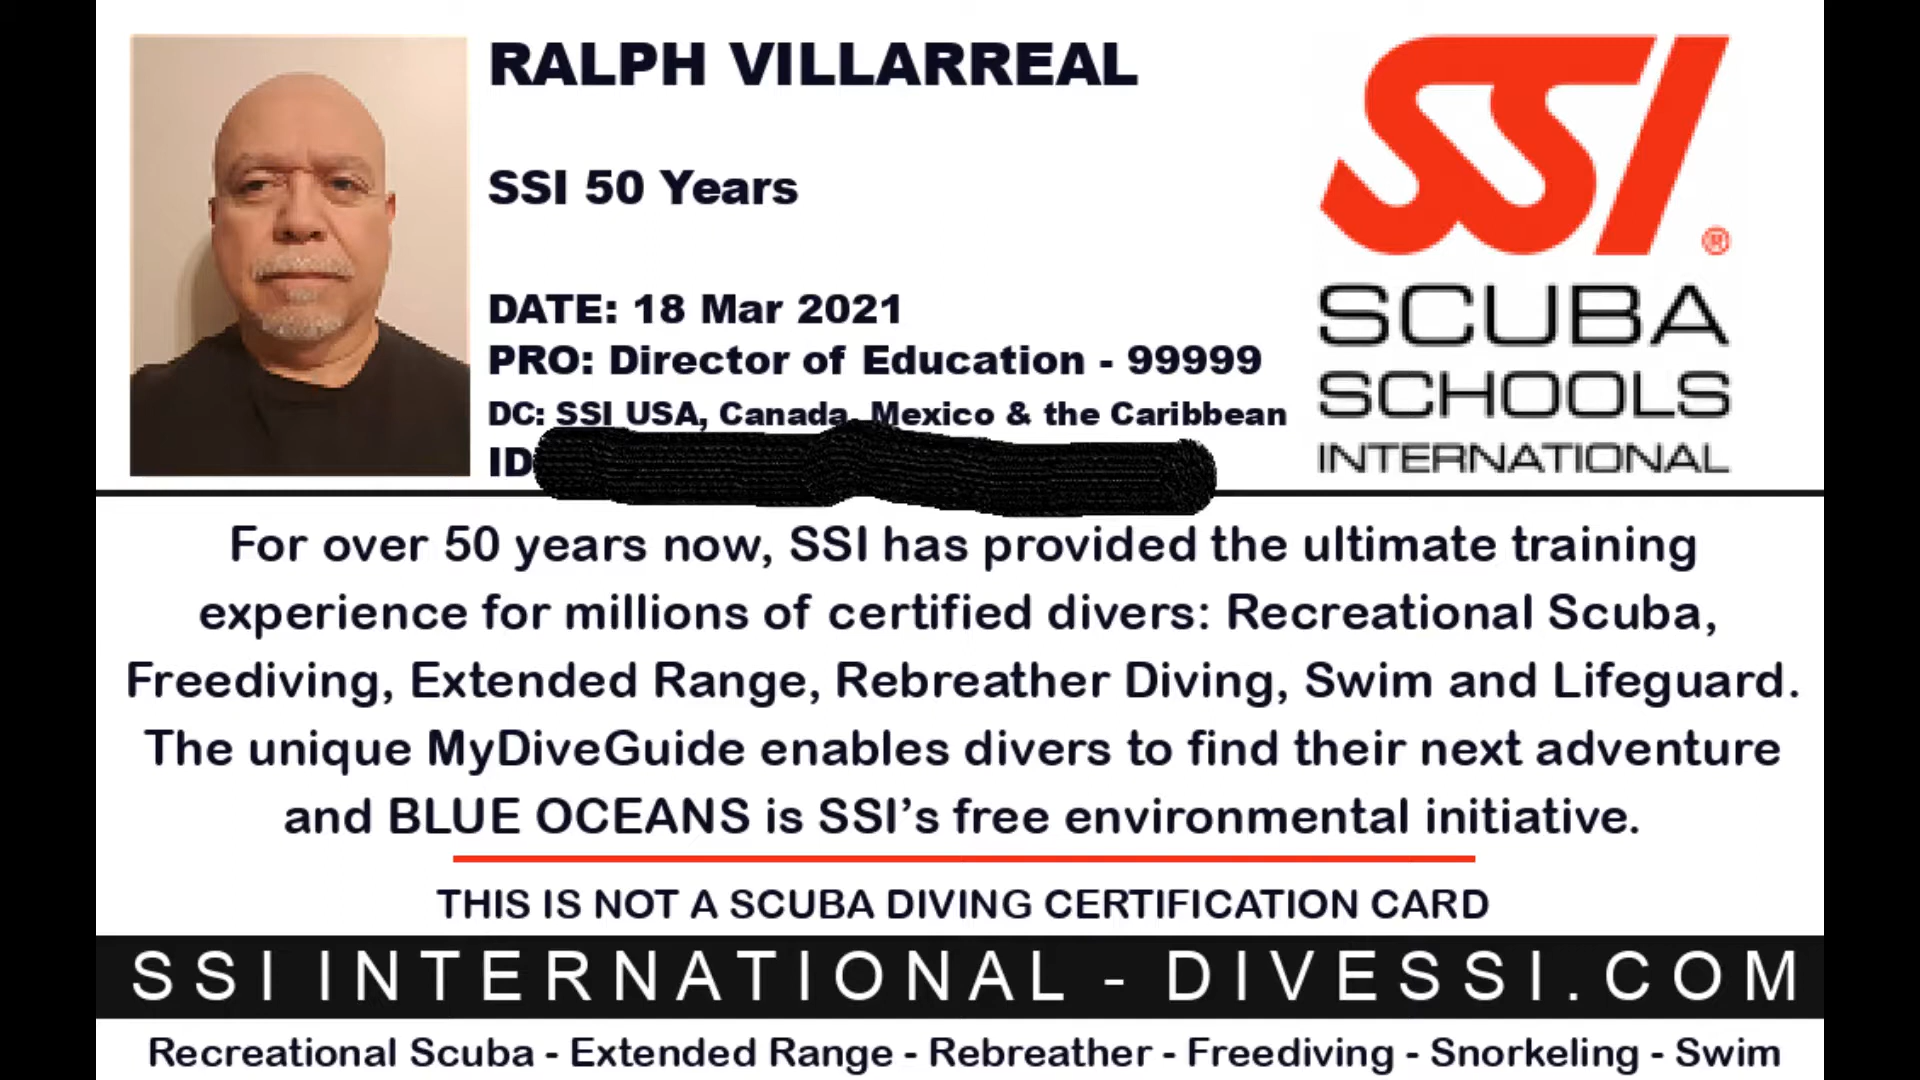 RALPH VILLARREAL
SSI 50 Years
DATE: 18 Mar 2021
PRO: Director of Education - 99999
DC: SSI USA, Canada, Mexico & the Caribbean
ID
SSI®
SCUBA
SCHOOLS
INTERNATIONAL
For over 50 years now, SSI has provided the ultimate training
experience for millions of certified divers: Recreational Scuba,
Freediving, Extended Range, Rebreather Diving, Swim and Lifeguard.
The unique MyDiveGuide enables divers to find their next adventure
and BLUE OCEANS is SSI’s free environmental initiative.
THIS IS NOT A SCUBA DIVING CERTIFICATION CARD
SSI INTERNATIONAL - DIVESSI.COM
Recreational Scuba - Extended Range - Rebreather - Freediving - Snorkeling - Swim